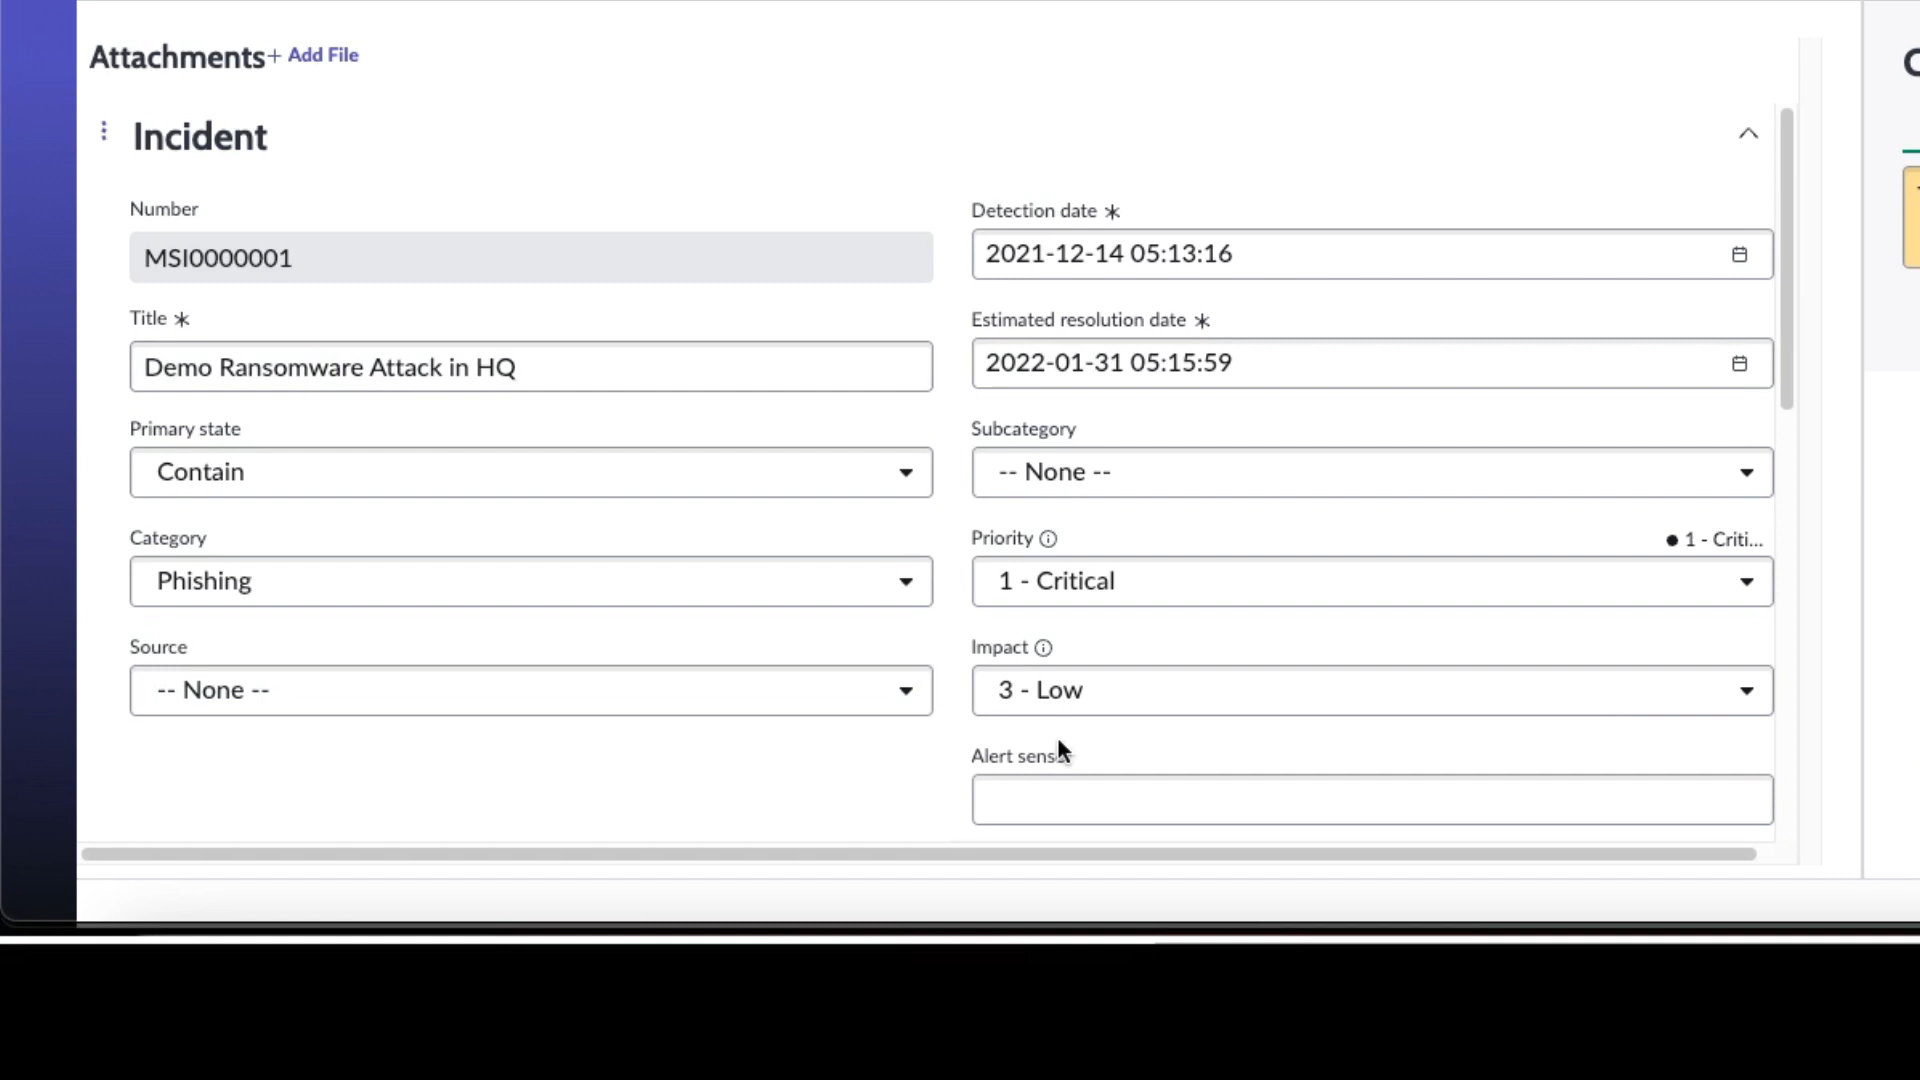 Attachments + Add File
Incident
Number
MSI0000001
Detection date *
2021-12-14 05:13:16
Title *
Demo Ransomware Attack in HQ
Estimated resolution date *
2022-01-31 05:15:59
Primary state
Contain
Subcategory
-- None --
Category
Phishing
Priority
1 - Criti...
1 - Critical
Source
-- None --
Impact
3 - Low
Alert